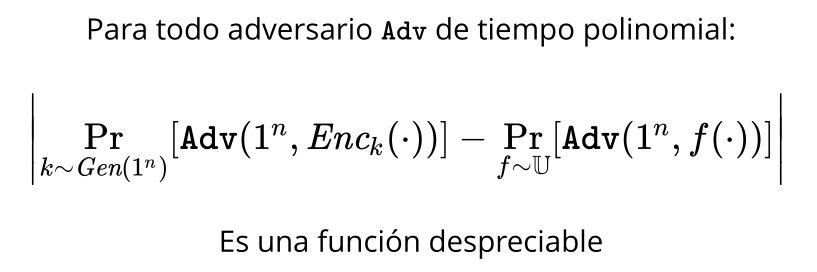 Para todo adversario Adv de tiempo polinomial:
| Pr_{k∼Gen(1^n)} [Adv(1^n, Enc_k(·))] − Pr_{f∼𝕌} [Adv(1^n, f(·))] |
Es una función despreciable